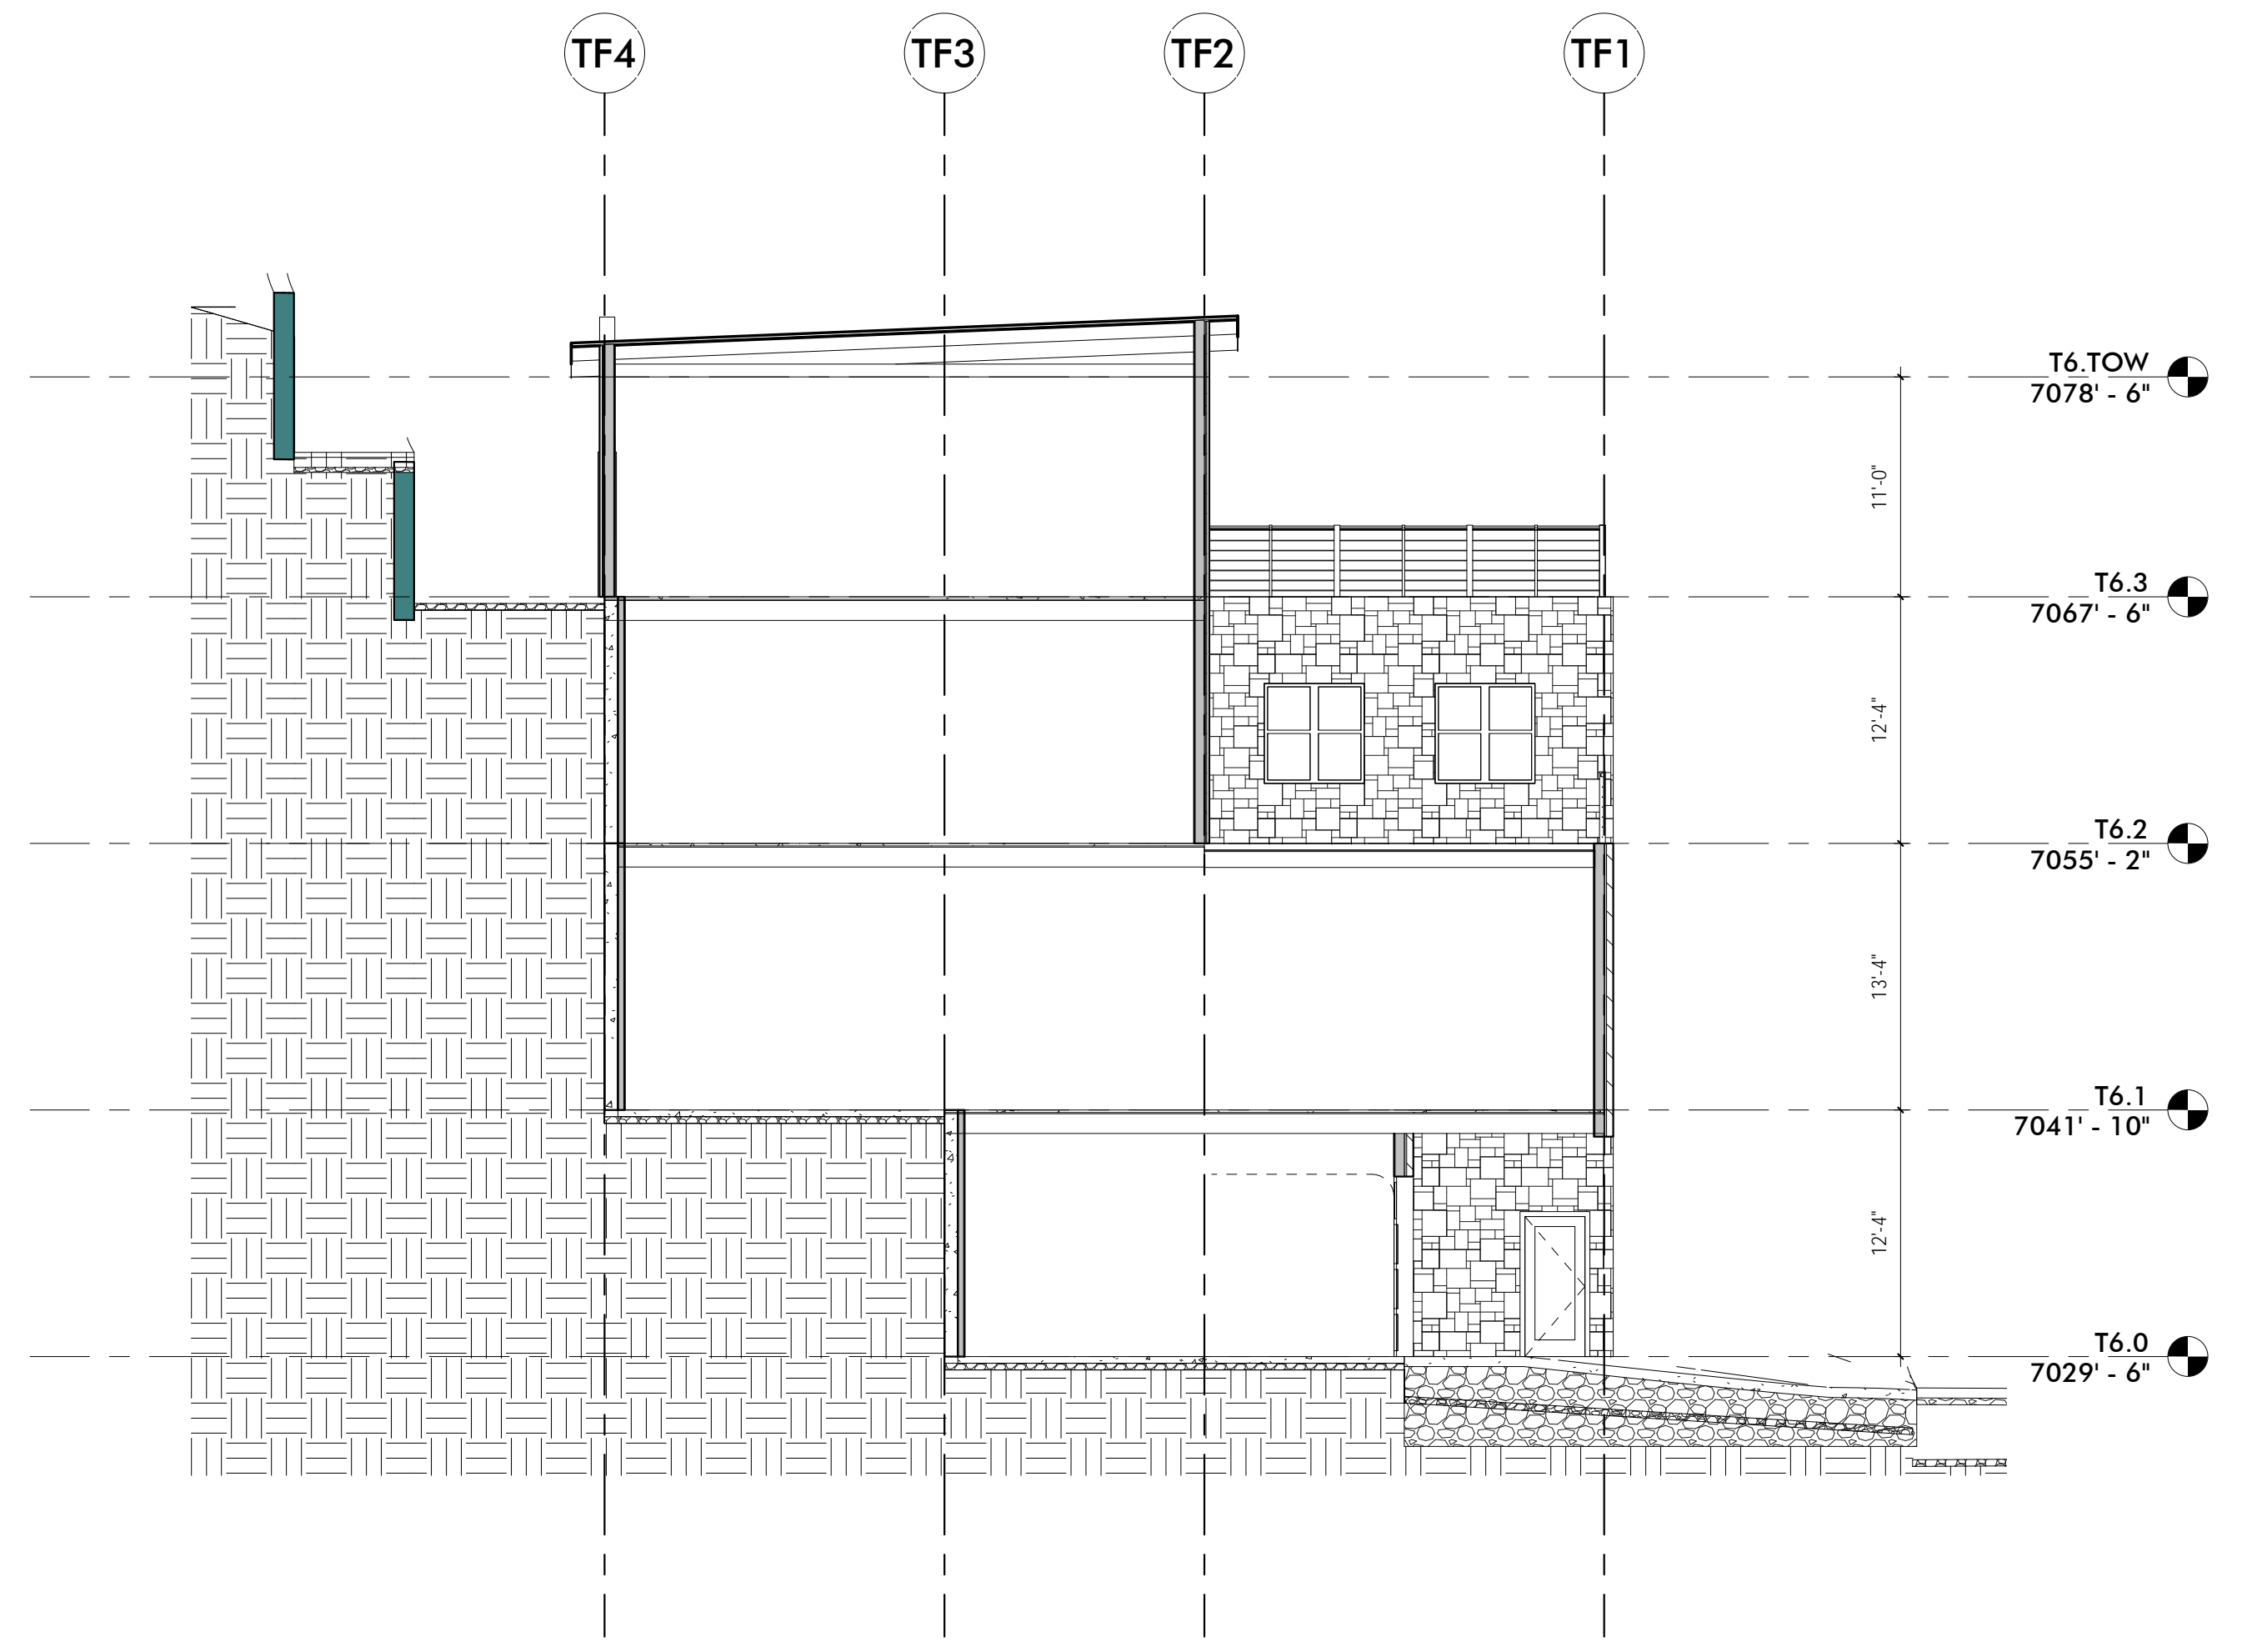 TF4 TF3 TF2 TF1
T6.TOW
7078' - 6"
11'-0"
T6.3
7067' - 6"
12'-4"
T6.2
7055' - 2"
13'-4"
T6.1
7041' - 10"
12'-4"
T6.0
7029' - 6"